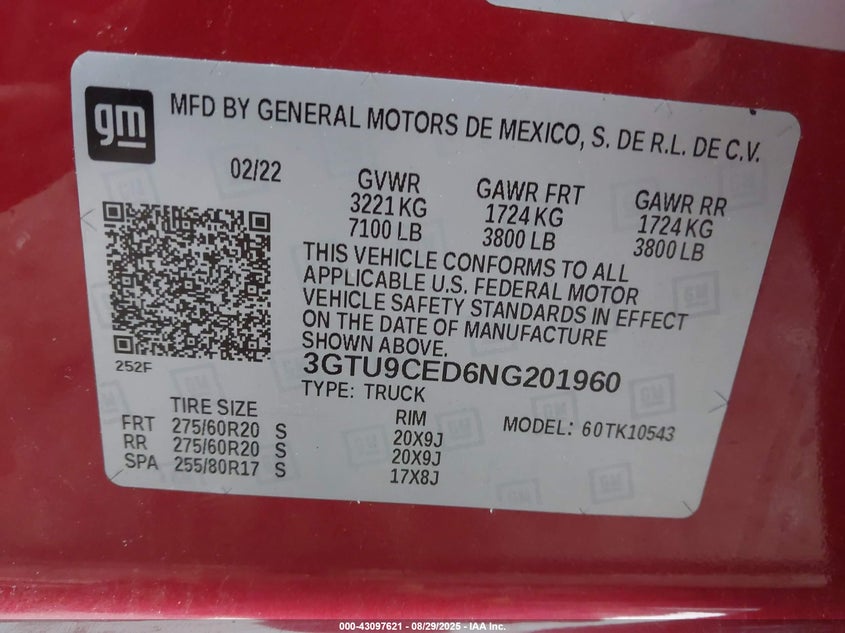 gm
MFD BY GENERAL MOTORS DE MEXICO, S. DE R.L. DE C.V.
02/22
GVWR GAWR FRT GAWR RR
3221 KG 1724 KG 1724 KG
7100 LB 3800 LB 3800 LB
THIS VEHICLE CONFORMS TO ALL
APPLICABLE U.S. FEDERAL MOTOR
VEHICLE SAFETY STANDARDS IN EFFECT
ON THE DATE OF MANUFACTURE
SHOWN ABOVE.
252F
3GTU9CED6NG201960
TYPE: TRUCK
TIRE SIZE RIM MODEL: 60TK10543
FRT 275/60R20 S 20X9J
RR 275/60R20 S 20X9J
SPA 255/80R17 S 17X8J
000-43097621 - 08/29/2025 - IAA Inc.